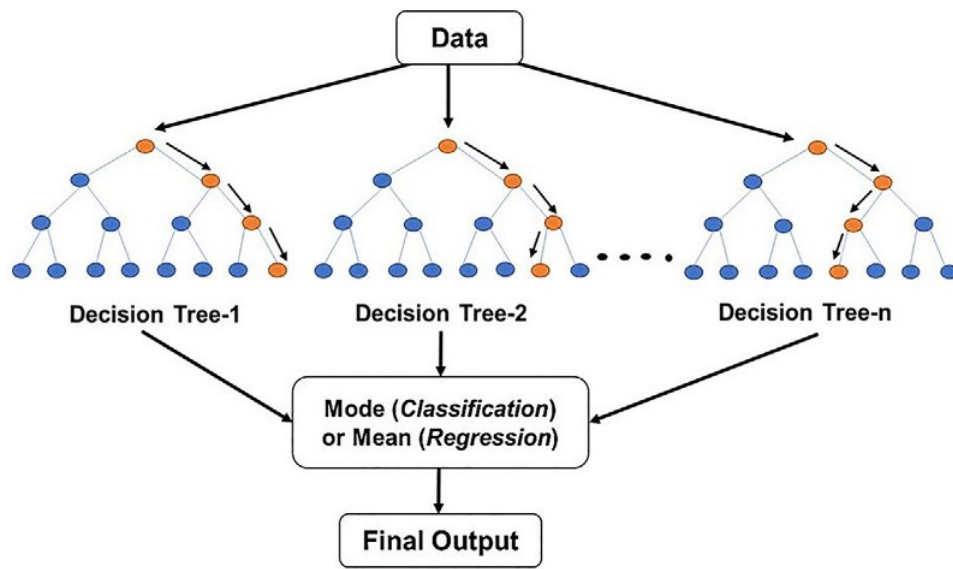 Data
Decision Tree-1
Decision Tree-2
Decision Tree-n
Mode (Classification)
or Mean (Regression)
Final Output